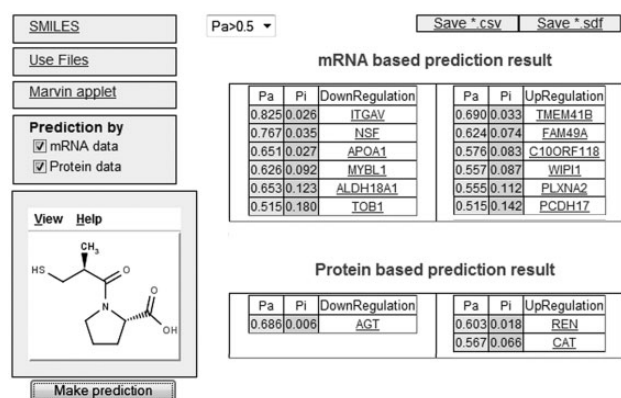 SMILES
Use Files
Marvin applet
Prediction by
mRNA data
Protein data
View Help
CH3
HS
O
N
O
OH
Make prediction
Pa>0.5
Save *.csv Save *.sdf
mRNA based prediction result
Pa Pi DownRegulation
0.825 0.026 ITGAV
0.767 0.035 NSF
0.651 0.027 APOA1
0.626 0.092 MYBL1
0.653 0.123 ALDH18A1
0.515 0.180 TOB1
Pa Pi UpRegulation
0.690 0.033 TMEM41B
0.624 0.074 FAM49A
0.576 0.083 C10ORF118
0.557 0.087 WIPI1
0.555 0.112 PLXNA2
0.515 0.142 PCDH17
Protein based prediction result
Pa Pi DownRegulation
0.686 0.006 AGT
Pa Pi UpRegulation
0.603 0.018 REN
0.567 0.066 CAT